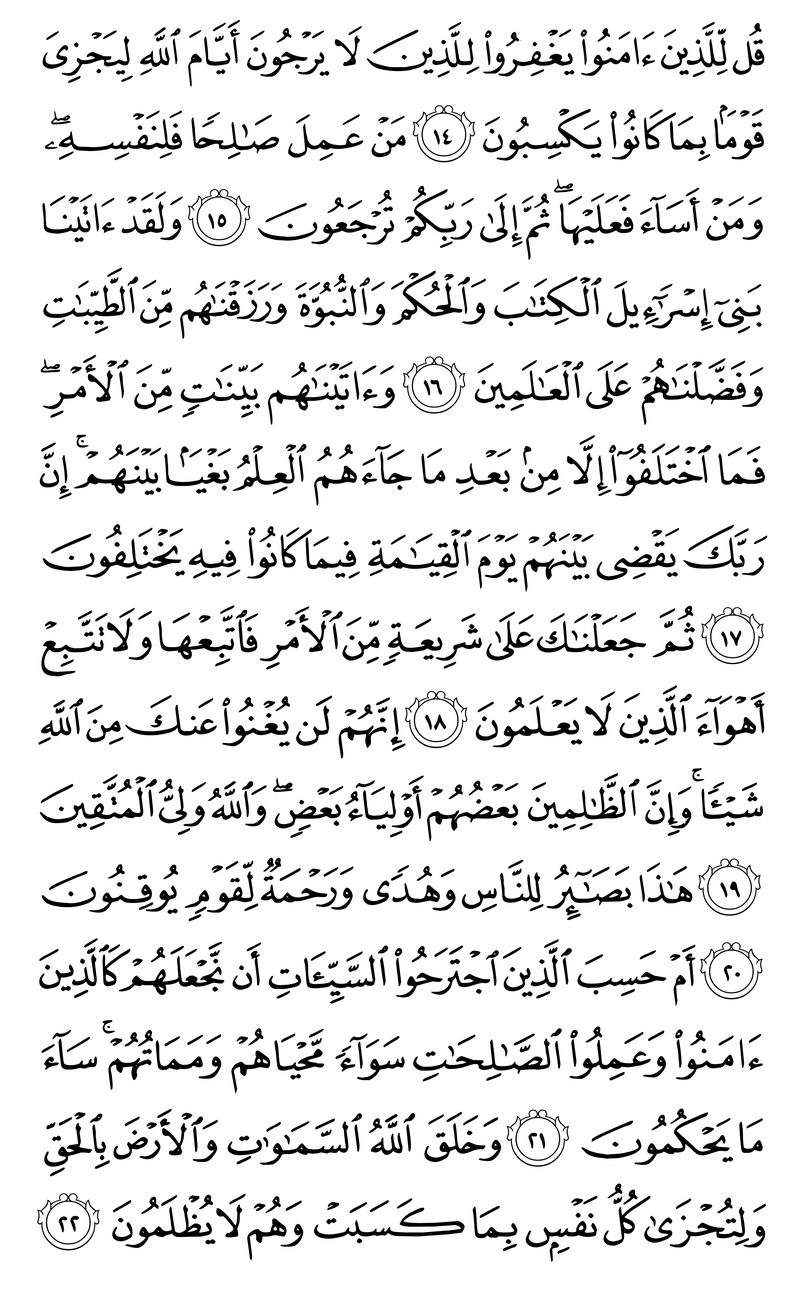 قُل لِّلَّذِينَ ءَامَنُواْ يَغْفِرُواْ لِلَّذِينَ لَا يَرْجُونَ أَيَّامَ ٱللَّهِ لِيَجْزِىَ
قَوْمَۢا بِمَا كَانُواْ يَكْسِبُونَ ١٤ مَنْ عَمِلَ صَٰلِحًا فَلِنَفْسِهِۦۖ
وَمَنْ أَسَآءَ فَعَلَيْهَاۖ ثُمَّ إِلَىٰ رَبِّكُمْ تُرْجَعُونَ ١٥ وَلَقَدْ ءَاتَيْنَا
بَنِىٓ إِسْرَٰٓءِيلَ ٱلْكِتَٰبَ وَٱلْحُكْمَ وَٱلنُّبُوَّةَ وَرَزَقْنَٰهُم مِّنَ ٱلطَّيِّبَٰتِ
وَفَضَّلْنَٰهُمْ عَلَى ٱلْعَٰلَمِينَ ١٦ وَءَاتَيْنَٰهُم بَيِّنَٰتٍ مِّنَ ٱلْأَمْرِۖ
فَمَا ٱخْتَلَفُوٓاْ إِلَّا مِنۢ بَعْدِ مَا جَآءَهُمُ ٱلْعِلْمُ بَغْيَۢا بَيْنَهُمْۚ إِنَّ
رَبَّكَ يَقْضِى بَيْنَهُمْ يَوْمَ ٱلْقِيَٰمَةِ فِيمَا كَانُواْ فِيهِ يَخْتَلِفُونَ
١٧ ثُمَّ جَعَلْنَٰكَ عَلَىٰ شَرِيعَةٍ مِّنَ ٱلْأَمْرِ فَٱتَّبِعْهَا وَلَا تَتَّبِعْ
أَهْوَآءَ ٱلَّذِينَ لَا يَعْلَمُونَ ١٨ إِنَّهُمْ لَن يُغْنُواْ عَنكَ مِنَ ٱللَّهِ
شَيْـًٔاۚ وَإِنَّ ٱلظَّٰلِمِينَ بَعْضُهُمْ أَوْلِيَآءُ بَعْضٍۖ وَٱللَّهُ وَلِىُّ ٱلْمُتَّقِينَ
١٩ هَٰذَا بَصَٰٓئِرُ لِلنَّاسِ وَهُدًى وَرَحْمَةٌ لِّقَوْمٍ يُوقِنُونَ
٢٠ أَمْ حَسِبَ ٱلَّذِينَ ٱجْتَرَحُواْ ٱلسَّيِّـَٔاتِ أَن نَّجْعَلَهُمْ كَٱلَّذِينَ
ءَامَنُواْ وَعَمِلُواْ ٱلصَّٰلِحَٰتِ سَوَآءً مَّحْيَاهُمْ وَمَمَاتُهُمْۚ سَآءَ
مَا يَحْكُمُونَ ٢١ وَخَلَقَ ٱللَّهُ ٱلسَّمَٰوَٰتِ وَٱلْأَرْضَ بِٱلْحَقِّ
وَلِتُجْزَىٰ كُلُّ نَفْسٍۭ بِمَا كَسَبَتْ وَهُمْ لَا يُظْلَمُونَ ٢٢